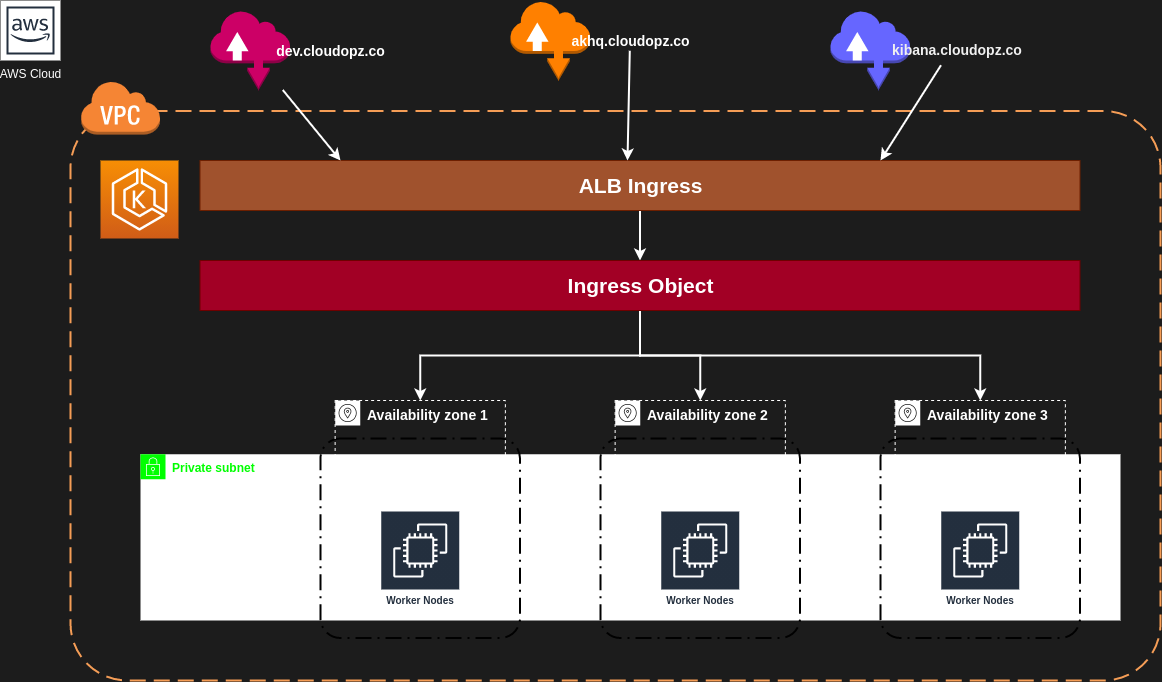 aws
AWS Cloud
dev.cloudopz.co
akhq.cloudopz.co
kibana.cloudopz.co
VPC
K
ALB Ingress
Ingress Object
Availability zone 1
Availability zone 2
Availability zone 3
Private subnet
Worker Nodes
Worker Nodes
Worker Nodes